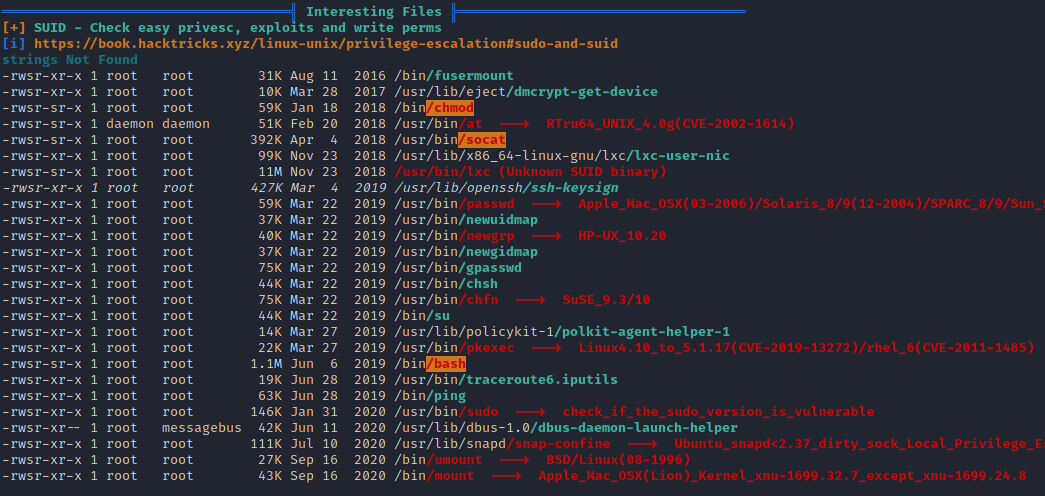 Interesting Files
[+] SUID - Check easy privesc, exploits and write perms
[i] https://book.hacktricks.xyz/linux-unix/privilege-escalation#sudo-and-suid
strings Not Found
-rwsr-xr-x 1 root   root        31K Aug 11  2016 /bin/fusermount
-rwsr-xr-x 1 root   root        10K Mar 28  2017 /usr/lib/eject/dmcrypt-get-device
-rwsr-xr-x 1 root   root        59K Jan 18  2018 /bin/chmod
-rwsr-sr-x 1 daemon daemon      51K Feb 20  2018 /usr/bin/at  --->  RTru64_UNIX_4.0g(CVE-2002-1614)
-rwsr-sr-x 1 root   root       392K Apr  4  2018 /usr/bin/socat
-rwsr-xr-x 1 root   root        99K Nov 23  2018 /usr/lib/x86_64-linux-gnu/lxc/lxc-user-nic
-rwsr-sr-x 1 root   root        11M Nov 23  2018 /usr/bin/lxc (Unknown SUID binary)
-rwsr-xr-x 1 root   root       427K Mar  4  2019 /usr/lib/openssh/ssh-keysign
-rwsr-xr-x 1 root   root        59K Mar 22  2019 /usr/bin/passwd  --->  Apple_Mac_OSX(03-2006)/Solaris_8/9(12-2004)/SPARC_8/9/Sun_S
-rwsr-xr-x 1 root   root        37K Mar 22  2019 /usr/bin/newuidmap
-rwsr-xr-x 1 root   root        40K Mar 22  2019 /usr/bin/newgrp  --->  HP-UX_10.20
-rwsr-xr-x 1 root   root        37K Mar 22  2019 /usr/bin/newgidmap
-rwsr-xr-x 1 root   root        75K Mar 22  2019 /usr/bin/gpasswd
-rwsr-xr-x 1 root   root        44K Mar 22  2019 /usr/bin/chsh
-rwsr-xr-x 1 root   root        75K Mar 22  2019 /usr/bin/chfn  --->  SuSE_9.3/10
-rwsr-xr-x 1 root   root        44K Mar 22  2019 /bin/su
-rwsr-xr-x 1 root   root        14K Mar 27  2019 /usr/lib/policykit-1/polkit-agent-helper-1
-rwsr-xr-x 1 root   root        22K Mar 27  2019 /usr/bin/pkexec  --->  Linux4.10_to_5.1.17(CVE-2019-13272)/rhel_6(CVE-2011-1485)
-rwsr-sr-x 1 root   root       1.1M Jun  6  2019 /bin/bash
-rwsr-xr-x 1 root   root        19K Jun 28  2019 /usr/bin/traceroute6.iputils
-rwsr-xr-x 1 root   root        63K Jun 28  2019 /bin/ping
-rwsr-xr-x 1 root   root       146K Jan 31  2020 /usr/bin/sudo  --->  check_if_the_sudo_version_is_vulnerable
-rwsr-xr-- 1 root   messagebus  42K Jun 11  2020 /usr/lib/dbus-1.0/dbus-daemon-launch-helper
-rwsr-xr-x 1 root   root       111K Jul 10  2020 /usr/lib/snapd/snap-confine  --->  Ubuntu_snapd<2.37_dirty_sock_Local_Privilege_Es
-rwsr-xr-x 1 root   root        27K Sep 16  2020 /bin/umount  --->  BSD/Linux(08-1996)
-rwsr-xr-x 1 root   root        43K Sep 16  2020 /bin/mount  --->  Apple_Mac_OSX(Lion)_Kernel_xnu-1699.32.7_except_xnu-1699.24.8